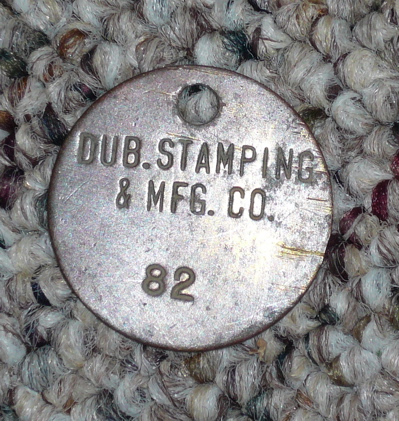 DUB. STAMPING
& MFG. CO.
82